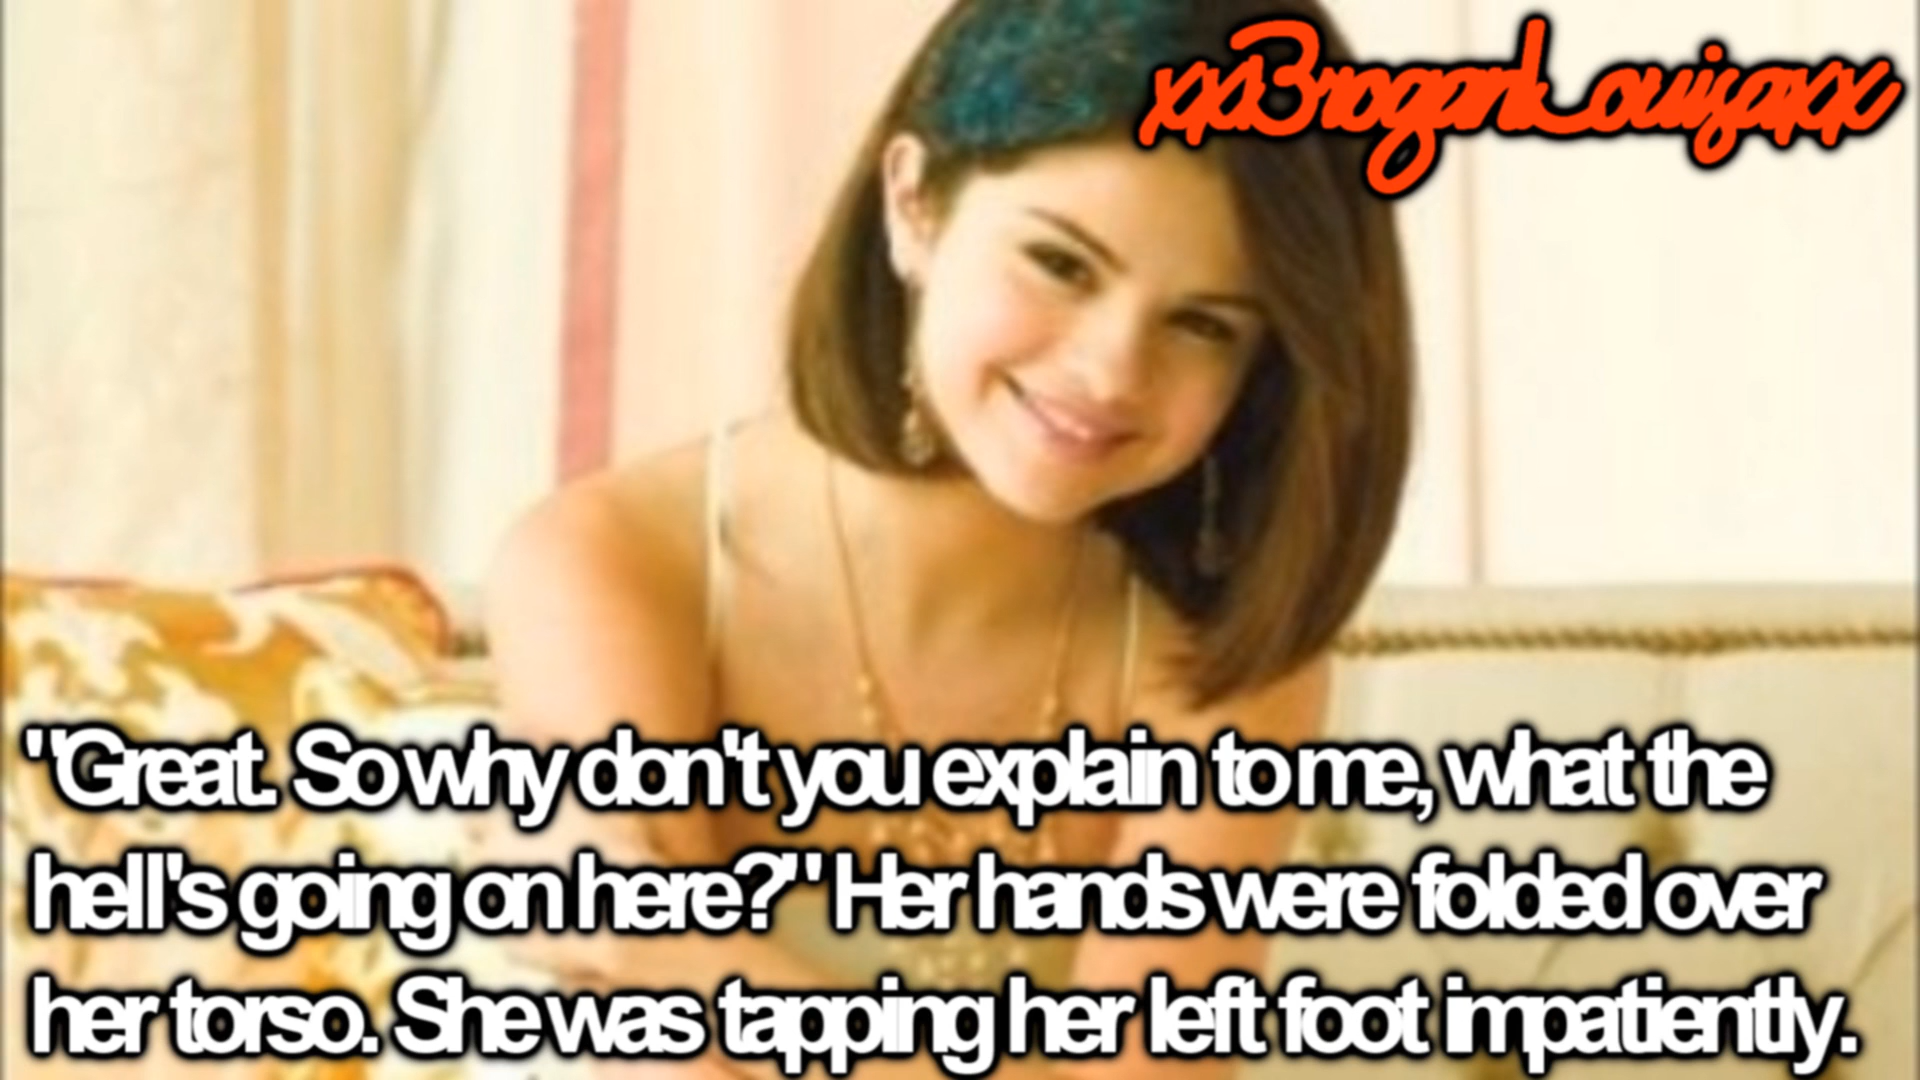 xxBroganLouisaxx
"Great. So why don't you explain to me, what the
hell's going on here?" Her hands were folded over
her torso. She was tapping her left foot impatiently.